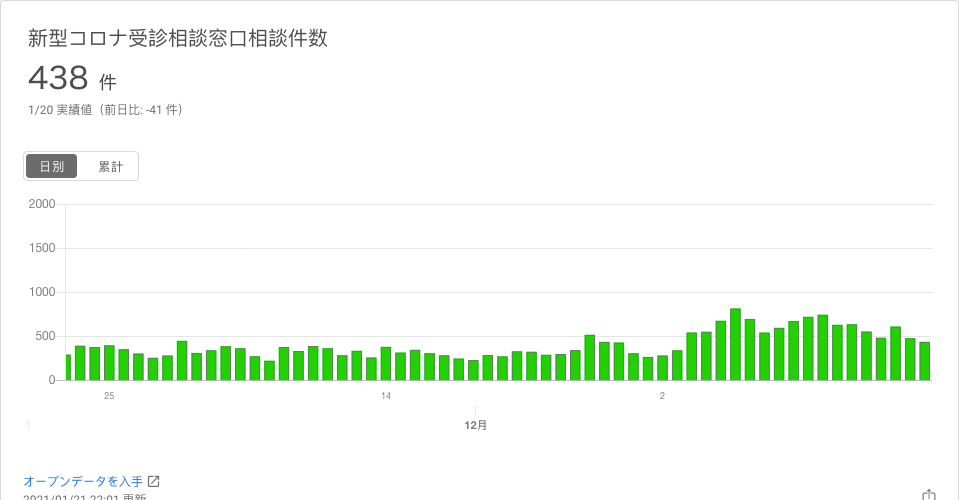 新型コロナ受診相談窓口相談件数
438 件
1/20 実績値（前日比: -41 件）
日別 累計
2000
1500
1000
500
0
25 14 2
12月
オープンデータを入手
2021/01/21 22:01 更新